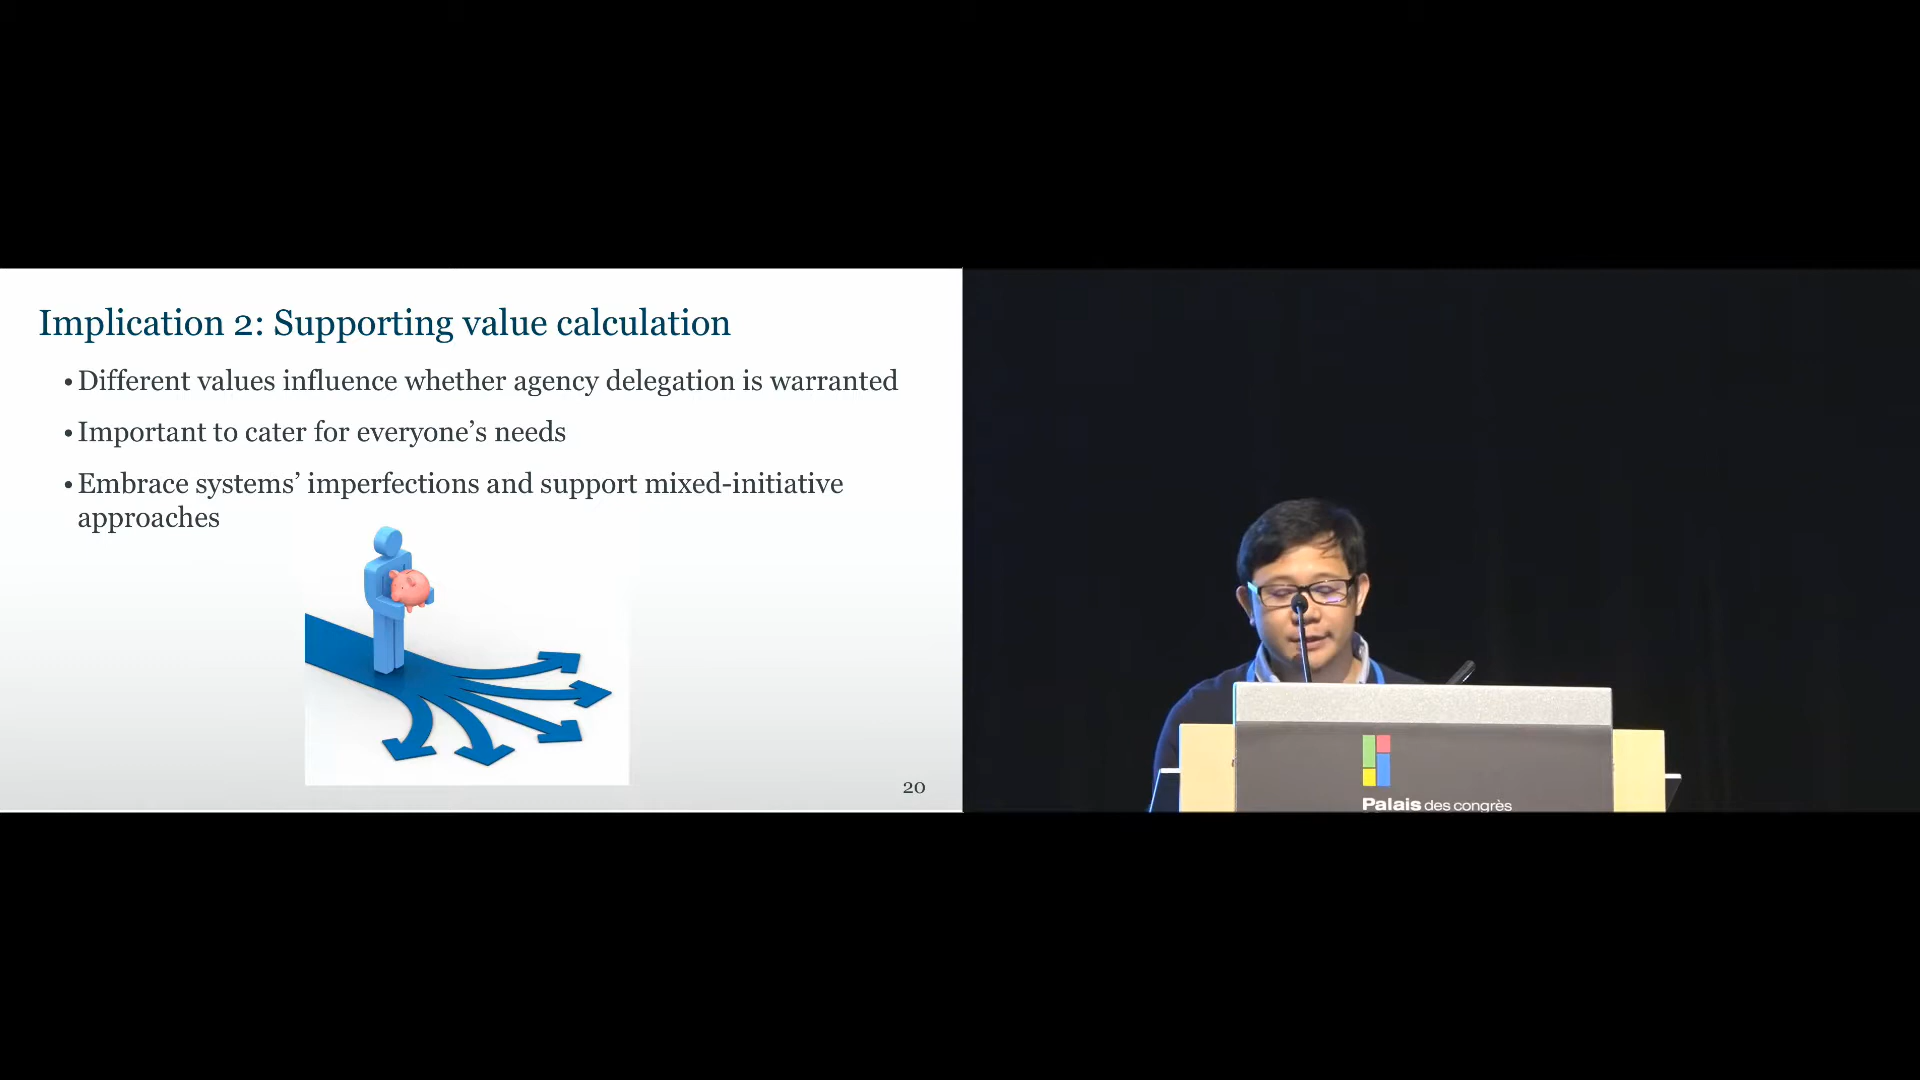 Implication 2: Supporting value calculation
• Different values influence whether agency delegation is warranted
• Important to cater for everyone’s needs
• Embrace systems’ imperfections and support mixed-initiative
approaches
20
Palais des congrès